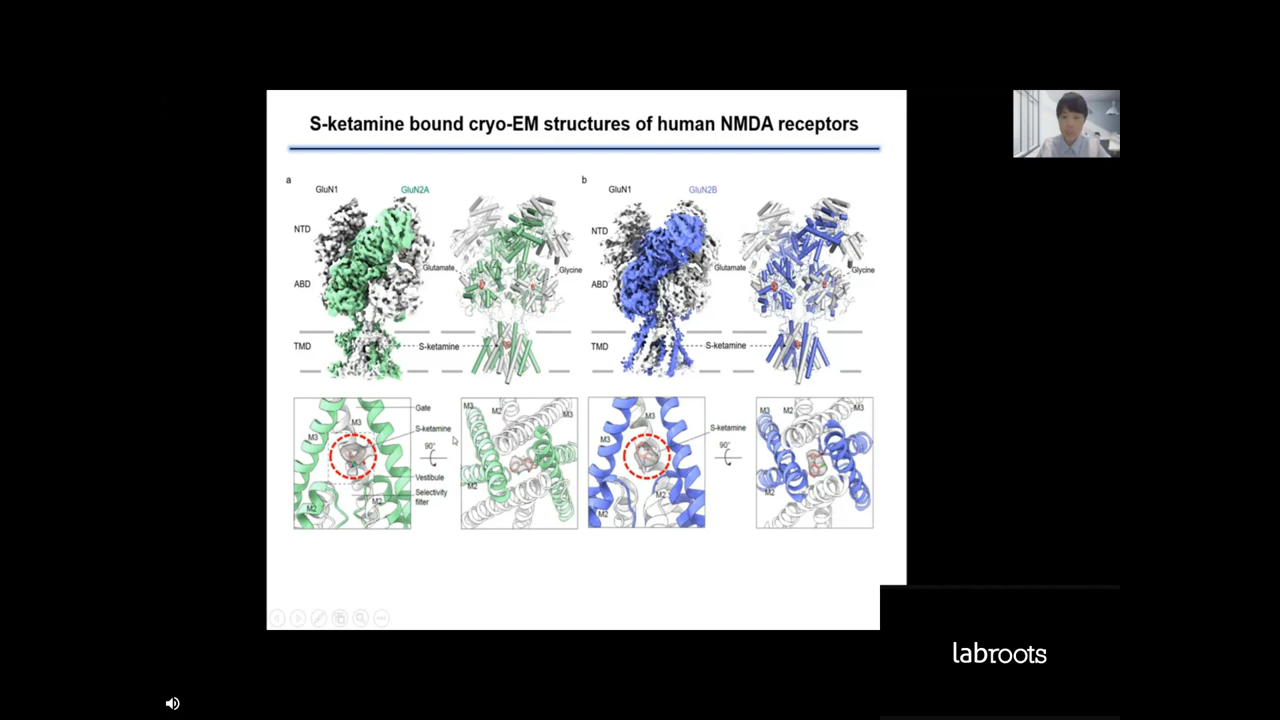 S-ketamine bound cryo-EM structures of human NMDA receptors
a
GluN1
GluN2A
NTD
ABD
TMD
Glutamate
Glycine
S-ketamine
b
GluN1
GluN2B
NTD
ABD
TMD
Glutamate
Glycine
S-ketamine
M3
M3
M2
M2
Gate
S-ketamine
90°
Vestibule
Selectivity
filter
M3
M2
M3
M2
M3
M3
M2
M2
S-ketamine
90°
M3
M2
M3
M2
labroots